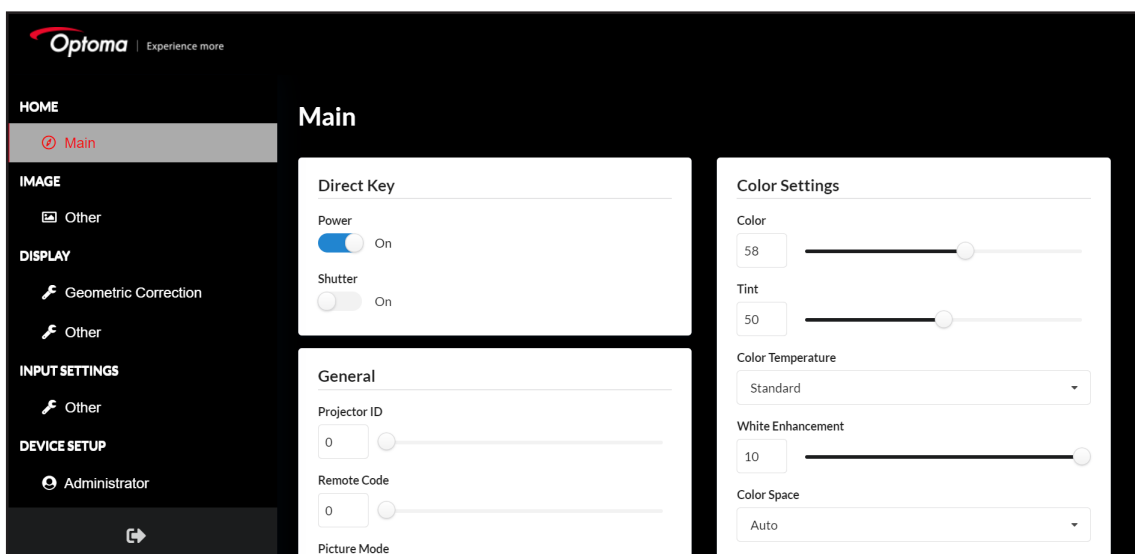 Optoma | Experience more
HOME
Main
IMAGE
Other
DISPLAY
Geometric Correction
Other
INPUT SETTINGS
Other
DEVICE SETUP
Administrator
Main
Direct Key
Power
On
Shutter
On
General
Projector ID
0
Remote Code
0
Picture Mode
Color Settings
Color
58
Tint
50
Color Temperature
Standard
White Enhancement
10
Color Space
Auto